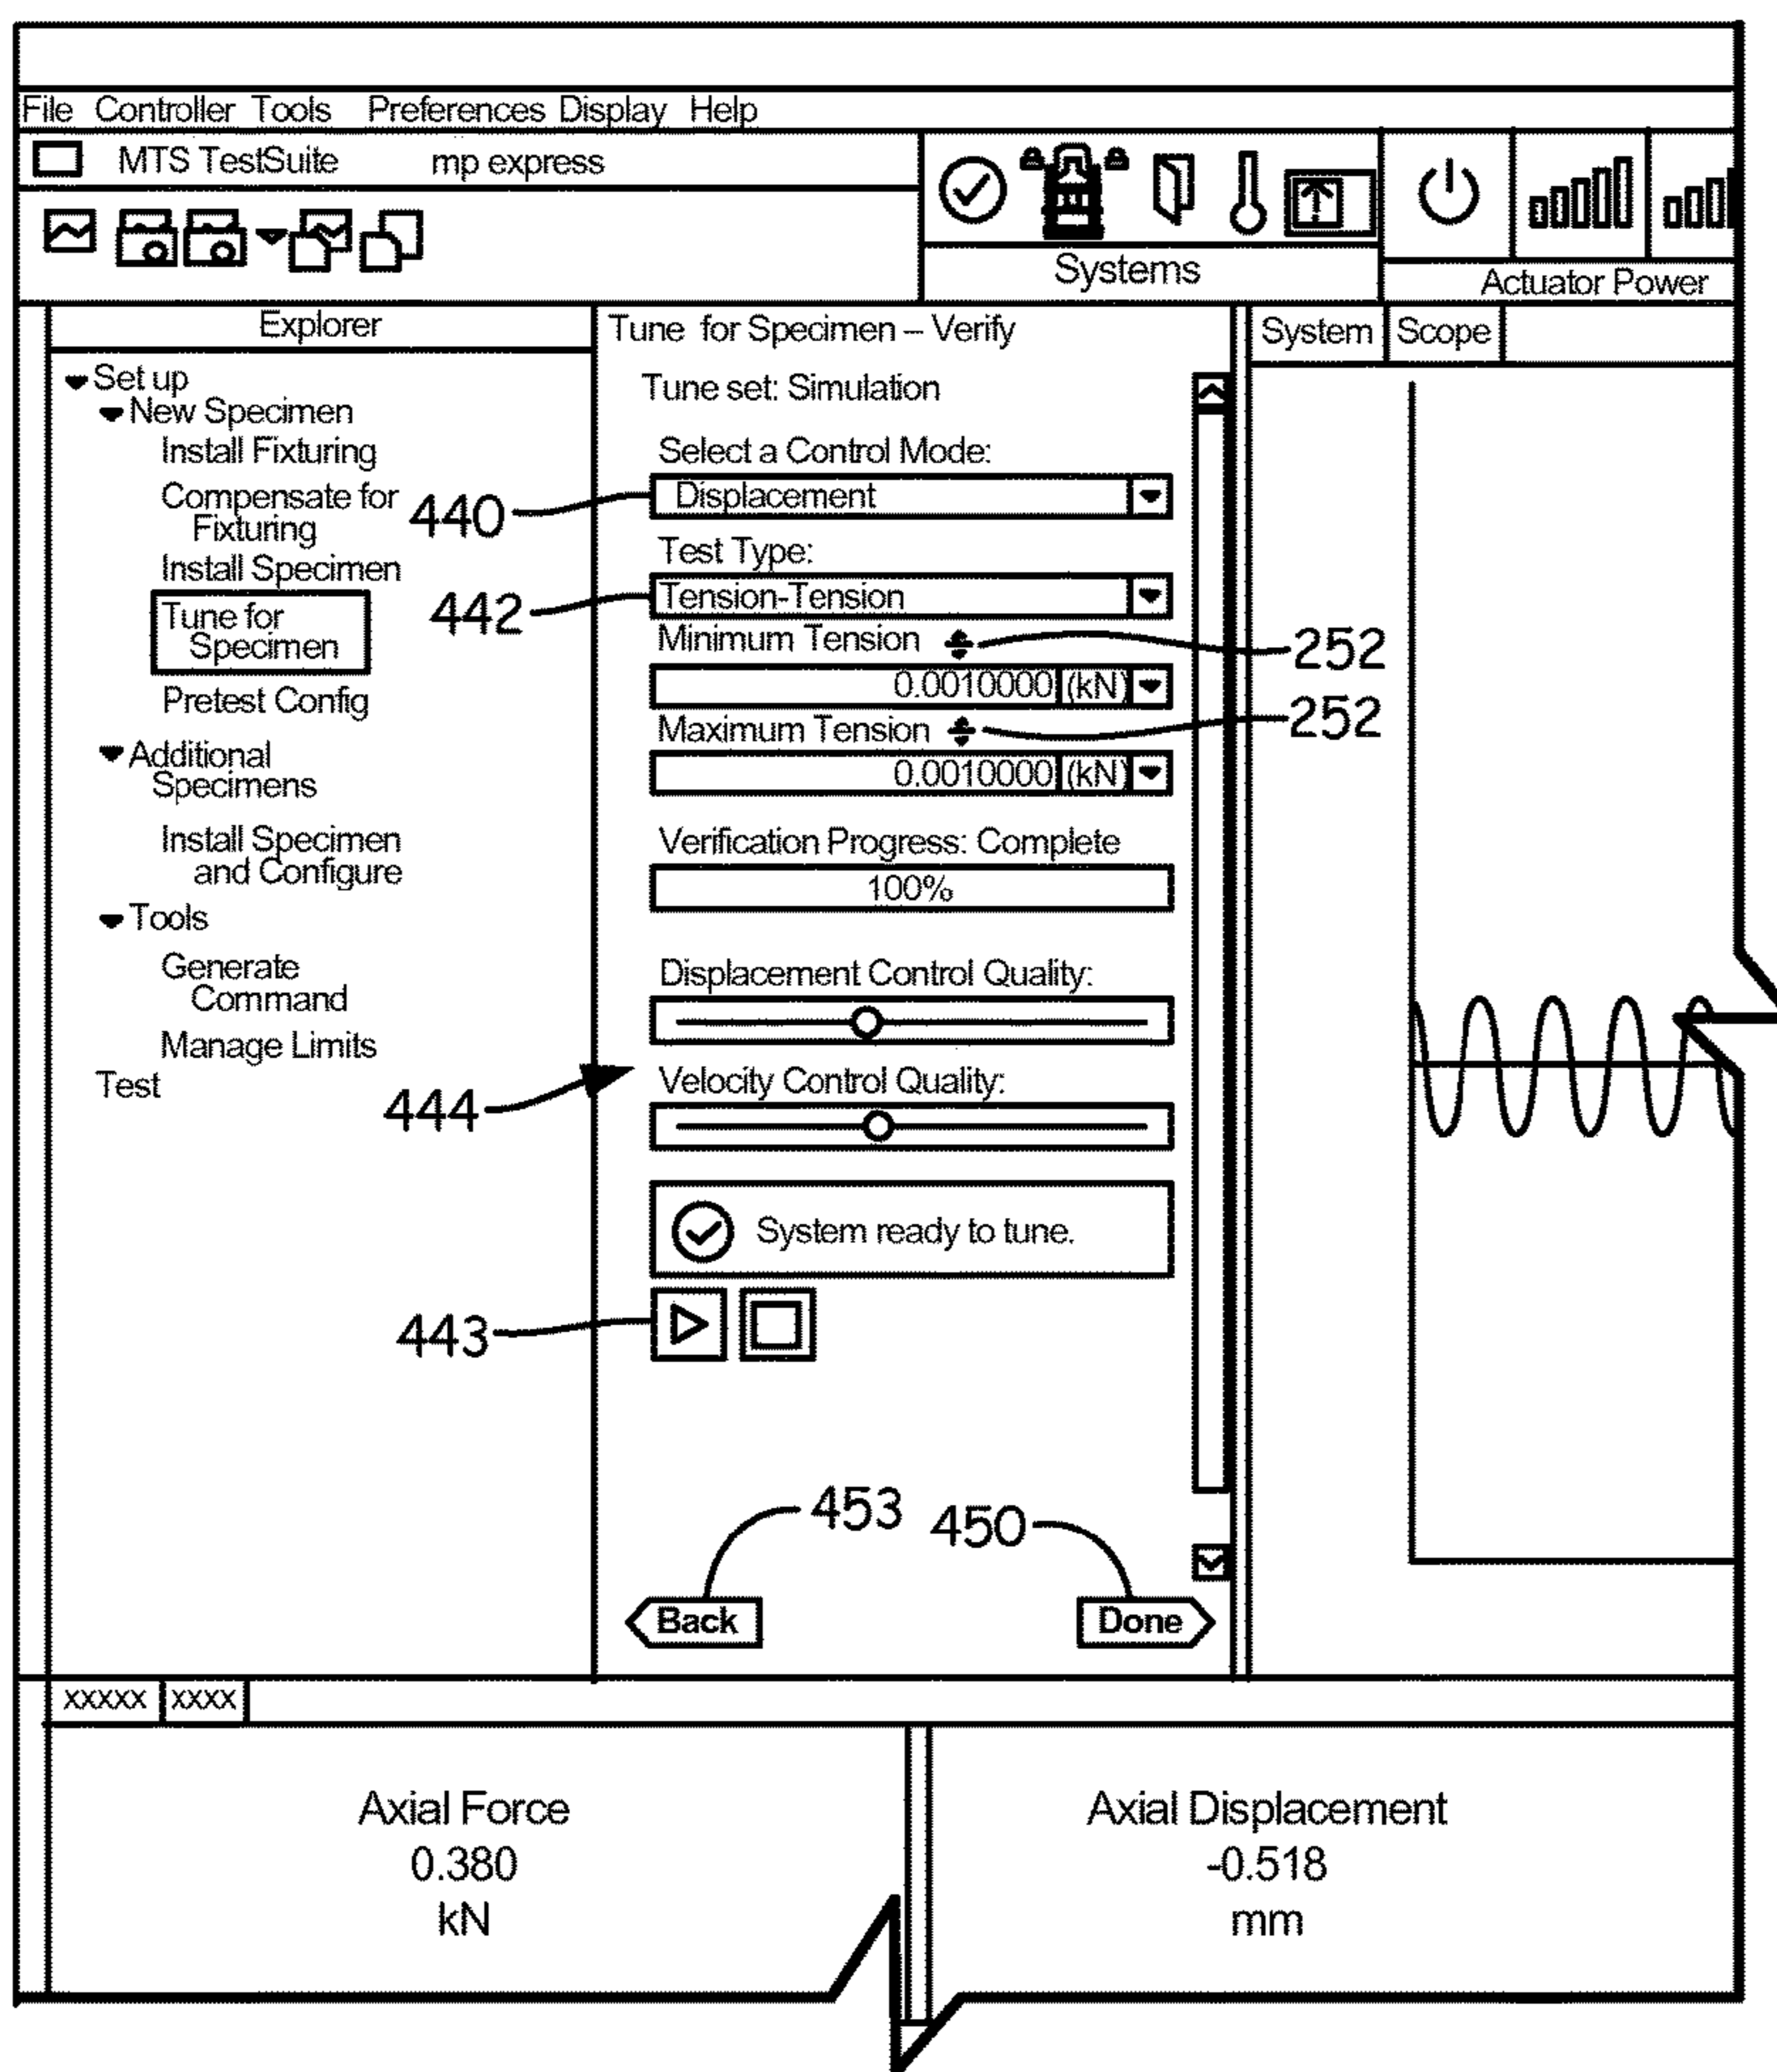 File Controller Tools Preferences Display Help
MTS TestSuite mp express
Systems
Actuator Power
Explorer
Set up
New Specimen
Install Fixturing
Compensate for
Fixturing
Install Specimen
Tune for
Specimen
Pretest Config
Additional
Specimens
Install Specimen
and Configure
Tools
Generate
Command
Manage Limits
Test
Tune for Specimen – Verify
Tune set: Simulation
Select a Control Mode:
440
Displacement
Test Type:
442
Tension-Tension
Minimum Tension
252
0.0010000 (kN)
Maximum Tension
252
0.0010000 (kN)
Verification Progress: Complete
100%
Displacement Control Quality:
444
Velocity Control Quality:
System ready to tune.
443
453
450
Back
Done
System
Scope
xxxxx
xxxx
Axial Force
0.380
kN
Axial Displacement
-0.518
mm